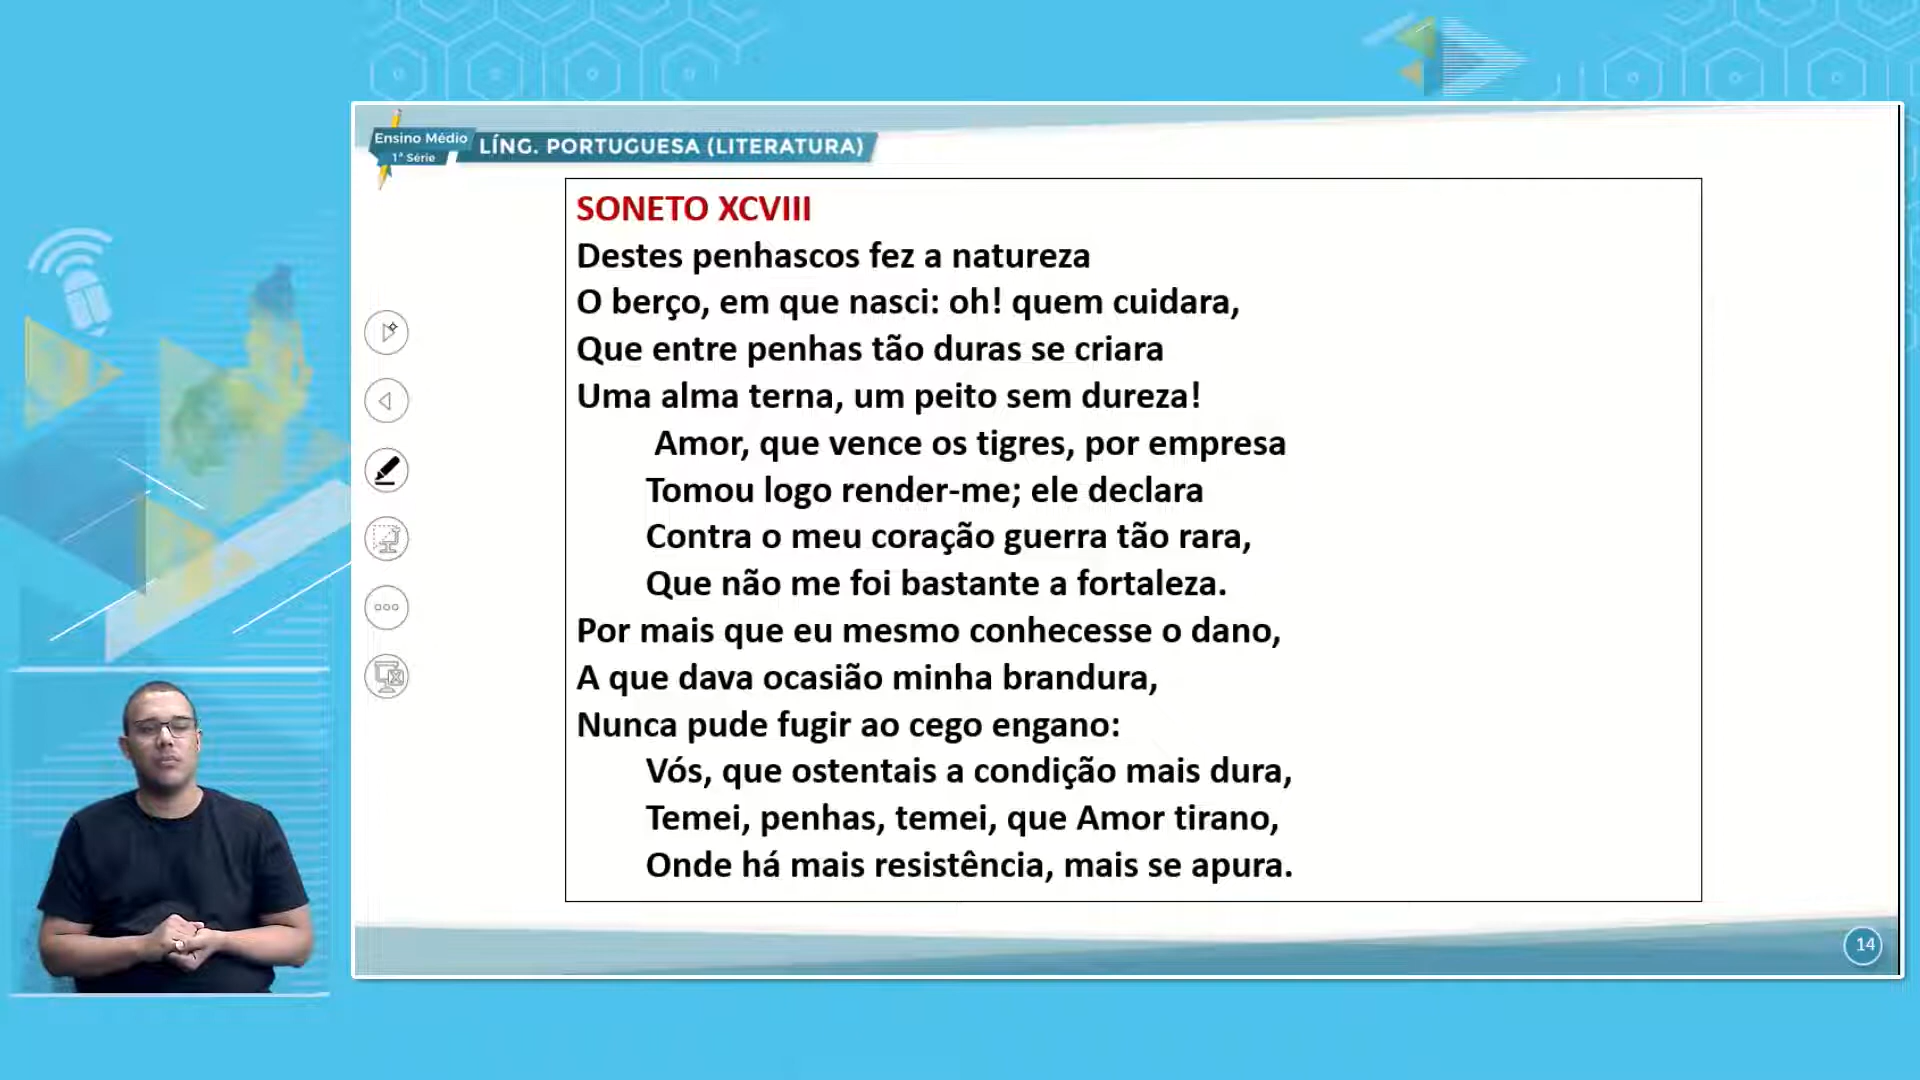 Ensino Médio
1ª Série
LÍNG. PORTUGUESA (LITERATURA)
SONETO XCVIII
Destes penhascos fez a natureza
O berço, em que nasci: oh! quem cuidara,
Que entre penhas tão duras se criara
Uma alma terna, um peito sem dureza!
Amor, que vence os tigres, por empresa
Tomou logo render-me; ele declara
Contra o meu coração guerra tão rara,
Que não me foi bastante a fortaleza.
Por mais que eu mesmo conhecesse o dano,
A que dava ocasião minha brandura,
Nunca pude fugir ao cego engano:
Vós, que ostentais a condição mais dura,
Temei, penhas, temei, que Amor tirano,
Onde há mais resistência, mais se apura.
14